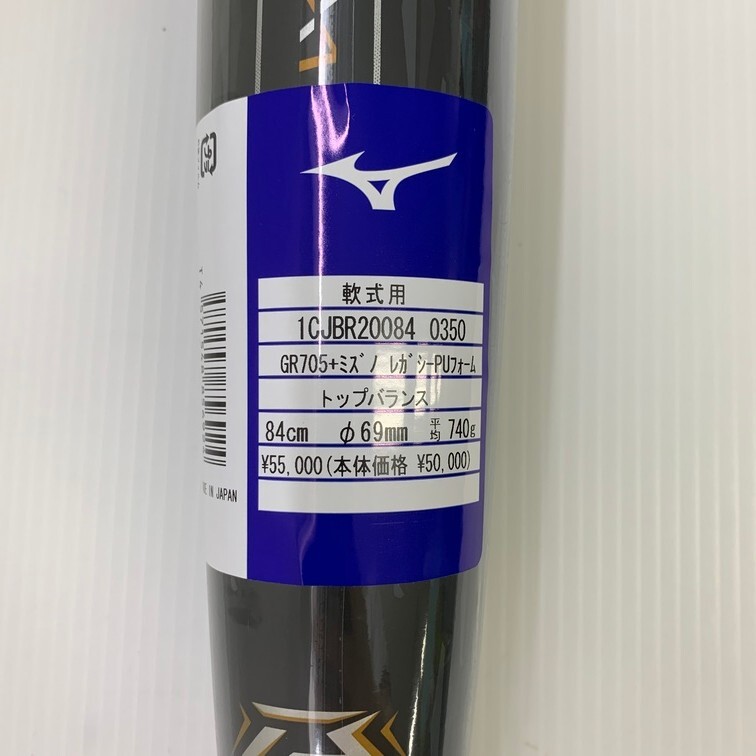 軟式用
1CJBR20084 0350
GR705+ﾐｽﾞﾉ ﾚｶﾞｼｰPUﾌｫｰﾑ
トップバランス
84cm φ69mm 平均 740g
¥55,000(本体価格 ¥50,000)
IN JAPAN